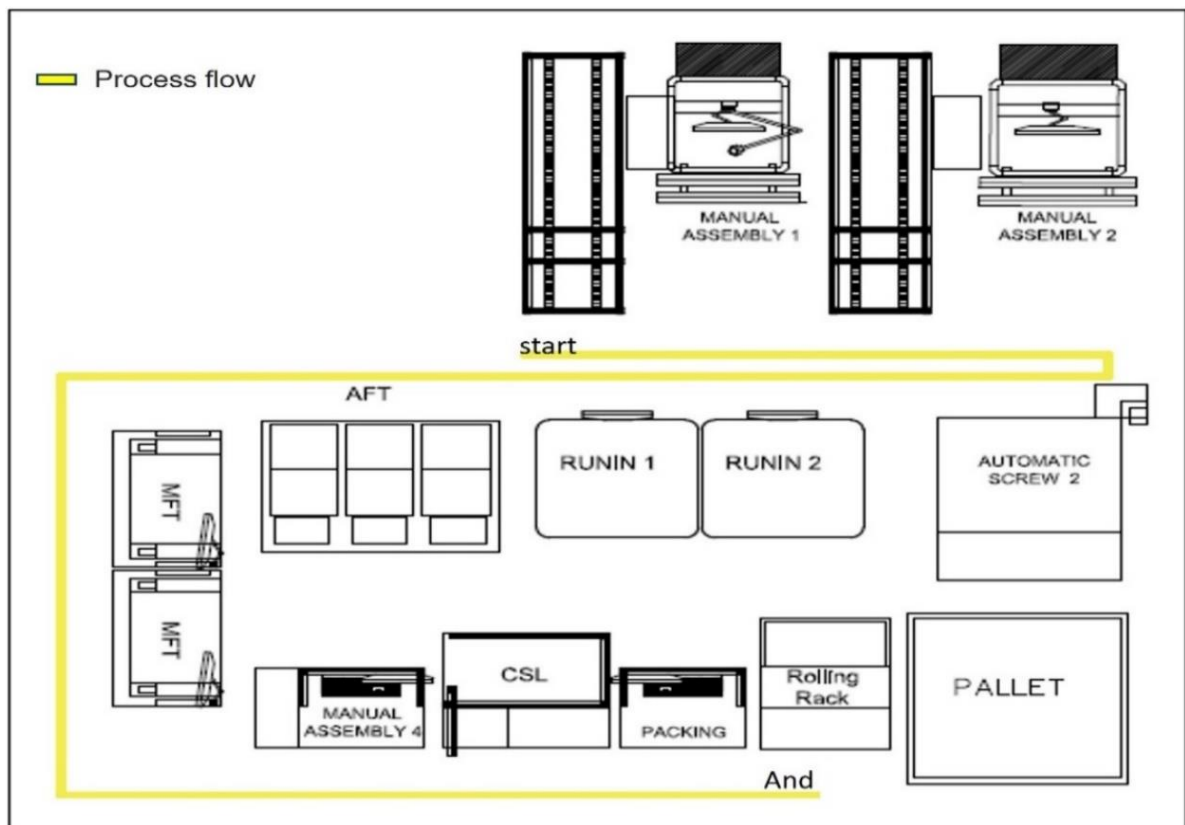 Process flow
MANUAL
ASSEMBLY 1
MANUAL
ASSEMBLY 2
start
AFT
RUNIN 1
RUNIN 2
AUTOMATIC
SCREW 2
MFT
MFT
MANUAL
ASSEMBLY 4
CSL
PACKING
Rolling
Rack
PALLET
And